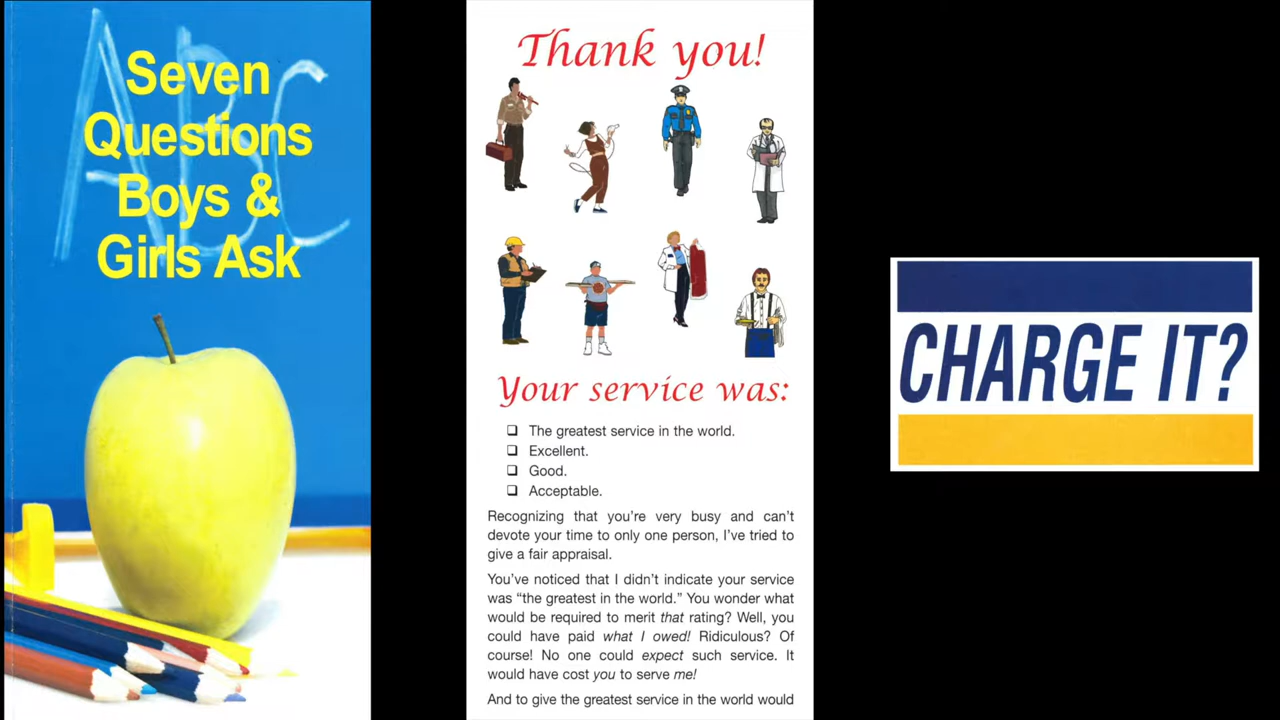 Seven
Questions
Boys &
Girls Ask
ABC
Thank you!
Your service was:
❑ The greatest service in the world.
❑ Excellent.
❑ Good.
❑ Acceptable.
Recognizing that you're very busy and can't
devote your time to only one person, I've tried to
give a fair appraisal.
You've noticed that I didn't indicate your service
was “the greatest in the world.” You wonder what
would be required to merit that rating? Well, you
could have paid what I owed! Ridiculous? Of
course! No one could expect such service. It
would have cost you to serve me!
And to give the greatest service in the world would
CHARGE IT?